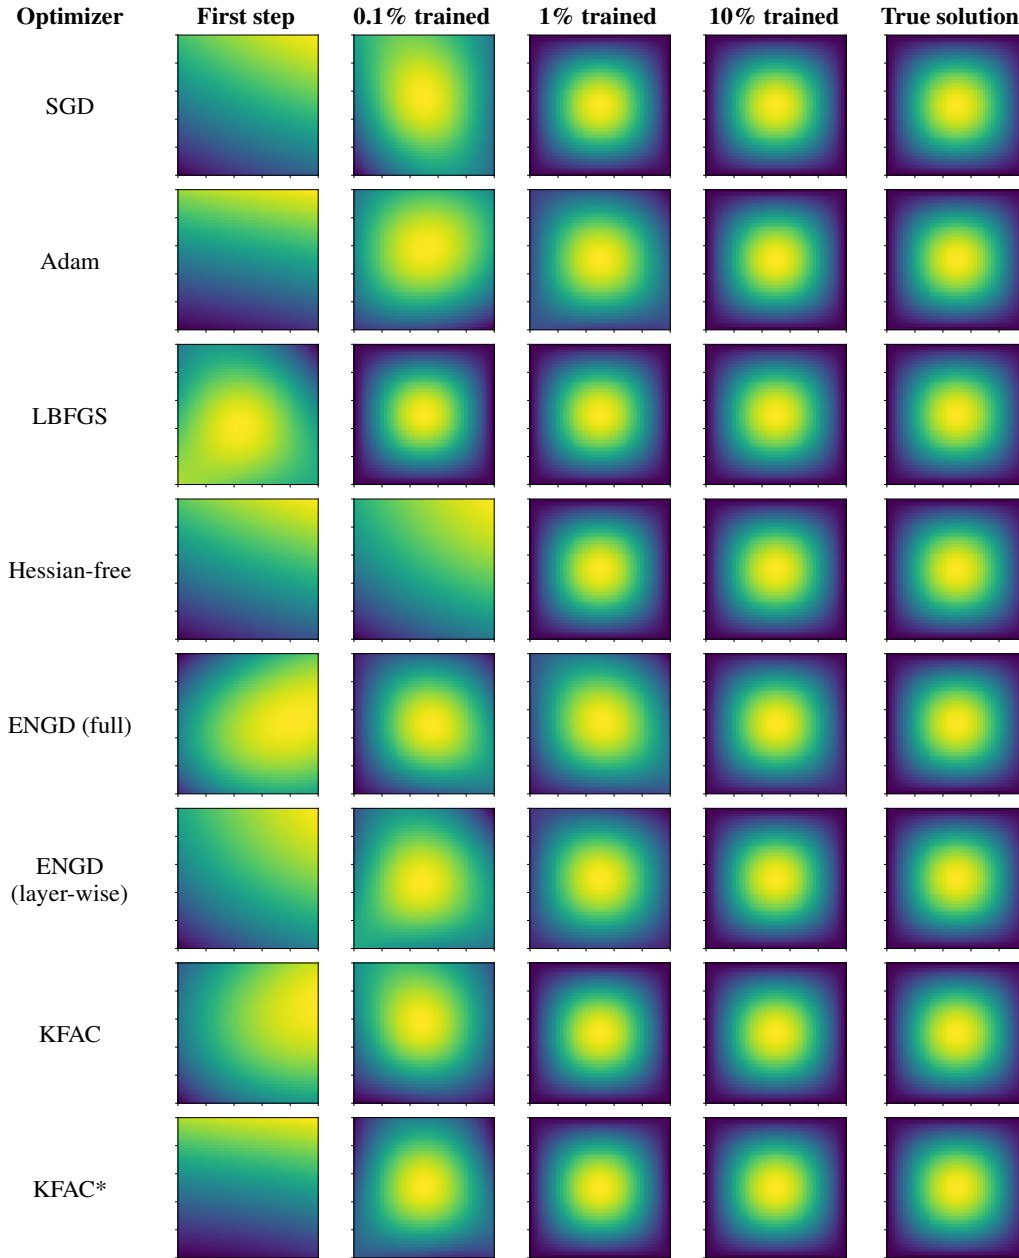 Optimizer First step 0.1% trained 1% trained 10% trained True solution
SGD
Adam
LBFGS
Hessian-free
ENGD (full)
ENGD
(layer-wise)
KFAC
KFAC*